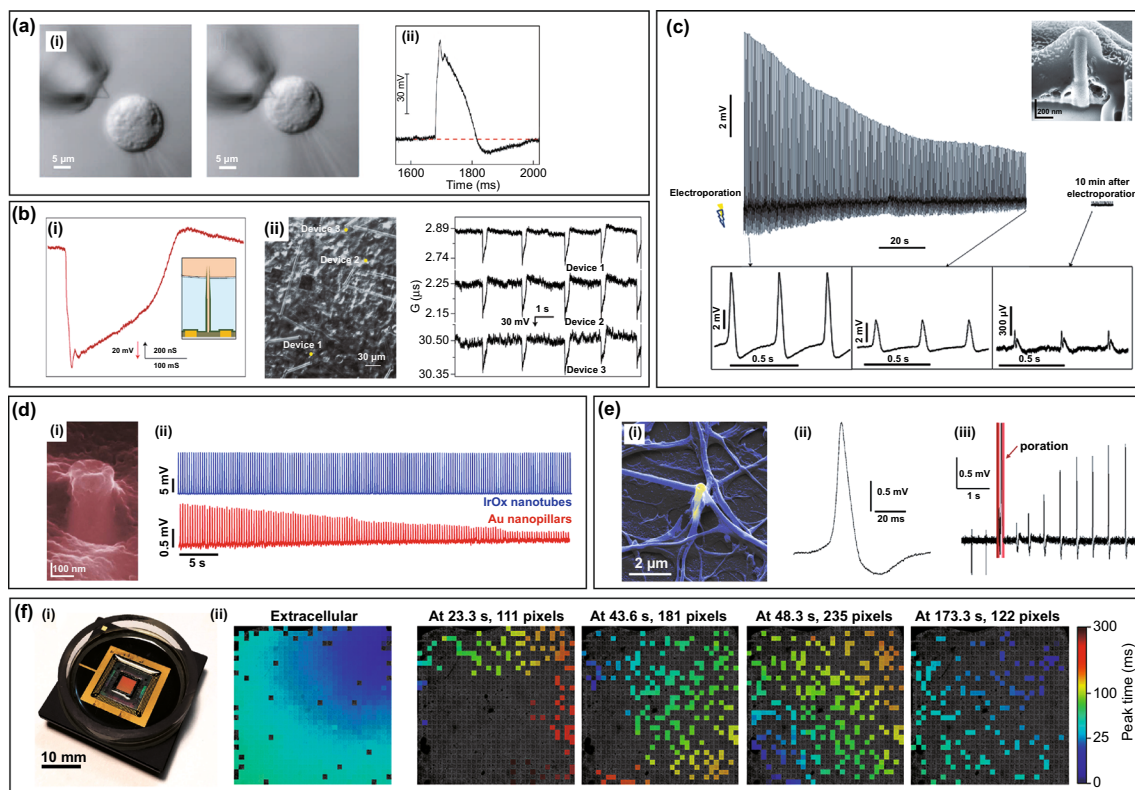 (a)
(i)
5 µm
5 µm
(ii)
30 mV
1600 1800 2000
Time (ms)
(b)
(i)
20 mV
200 nS
100 mS
(ii)
Device 3
Device 2
Device 1
30 µm
G (µs)
2.89
2.74
Device 1
2.25
1 s
2.15
30 mV
Device 2
30.50
30.35
Device 3
(c)
2 mV
200 nm
Electroporation
10 min after
electroporation
20 s
2 mV
0.5 s
2 mV
0.5 s
300 µV
0.5 s
(d)
(i)
100 nm
(ii)
5 mV
IrOx nanotubes
Au nanopillars
0.5 mV
5 s
(e)
(i)
2 µm
(ii)
0.5 mV
20 ms
(iii)
poration
0.5 mV
1 s
(f)
(i)
10 mm
(ii)
Extracellular
At 23.3 s, 111 pixels
At 43.6 s, 181 pixels
At 48.3 s, 235 pixels
At 173.3 s, 122 pixels
300
100
25
0
Peak time (ms)